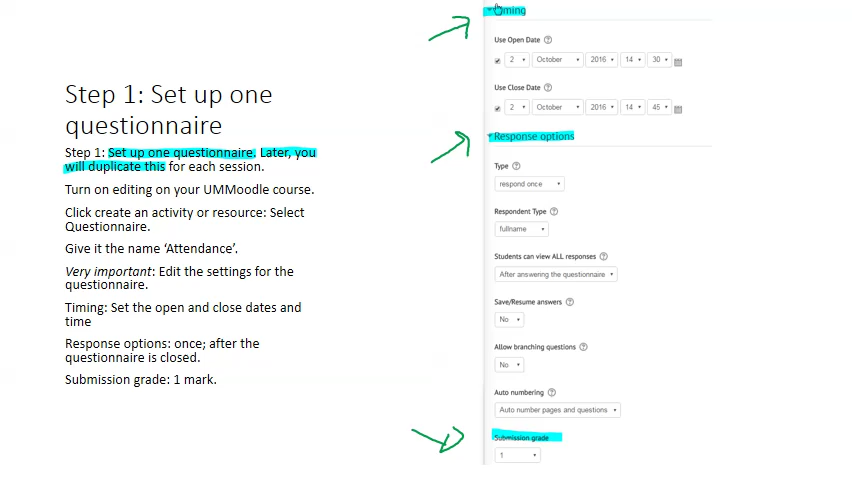 Step 1: Set up one
questionnaire
Step 1: Set up one questionnaire. Later, you
will duplicate this for each session.
Turn on editing on your UMMoodle course.
Click create an activity or resource: Select
Questionnaire.
Give it the name ‘Attendance’.
Very important: Edit the settings for the
questionnaire.
Timing: Set the open and close dates and
time
Response options: once; after the
questionnaire is closed.
Submission grade: 1 mark.
Timing
Use Open Date
2 October 2016 14 30
Use Close Date
2 October 2016 14 45
Response options
Type
respond once
Respondent Type
fullname
Students can view ALL responses
After answering the questionnaire
Save/Resume answers
No
Allow branching questions
No
Auto numbering
Auto number pages and questions
Submission grade
1